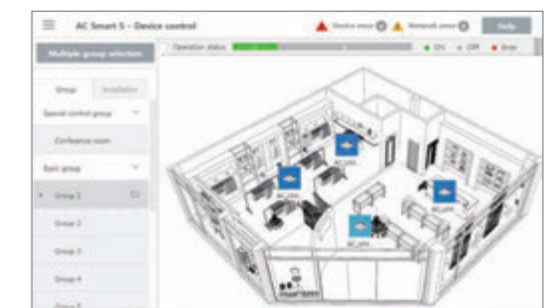 AC Smart 5 - Device control
Device error
Network error
Help
Multiple group selection
Operation status
ON
Off
Error
Group
Installation
Special control group
Conference room
Basic group
Group 1
Group 2
Group 3
Group 4